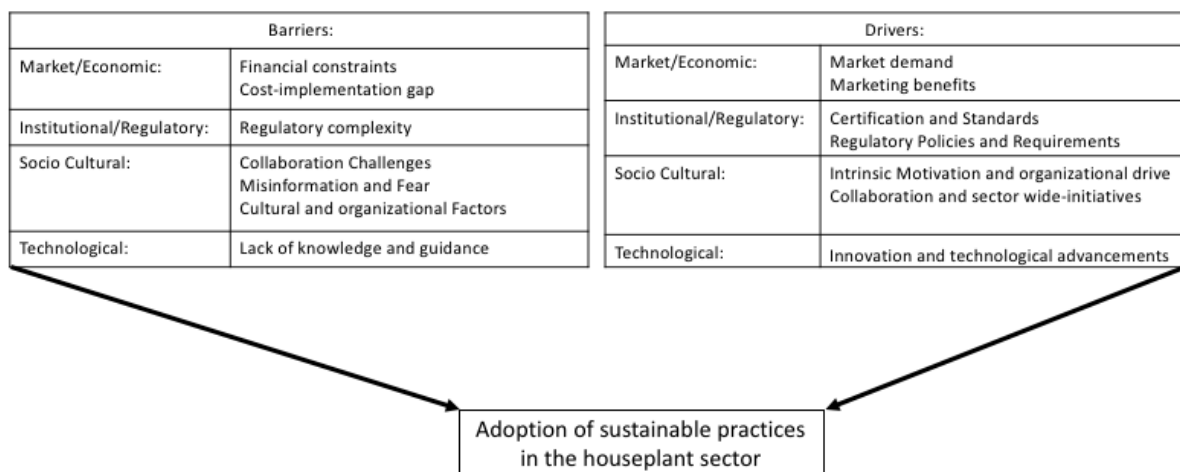 Barriers:
Market/Economic:
Financial constraints
Cost-implementation gap
Institutional/Regulatory:
Regulatory complexity
Socio Cultural:
Collaboration Challenges
Misinformation and Fear
Cultural and organizational Factors
Technological:
Lack of knowledge and guidance
Drivers:
Market/Economic:
Market demand
Marketing benefits
Institutional/Regulatory:
Certification and Standards
Regulatory Policies and Requirements
Socio Cultural:
Intrinsic Motivation and organizational drive
Collaboration and sector wide-initiatives
Technological:
Innovation and technological advancements
Adoption of sustainable practices
in the houseplant sector